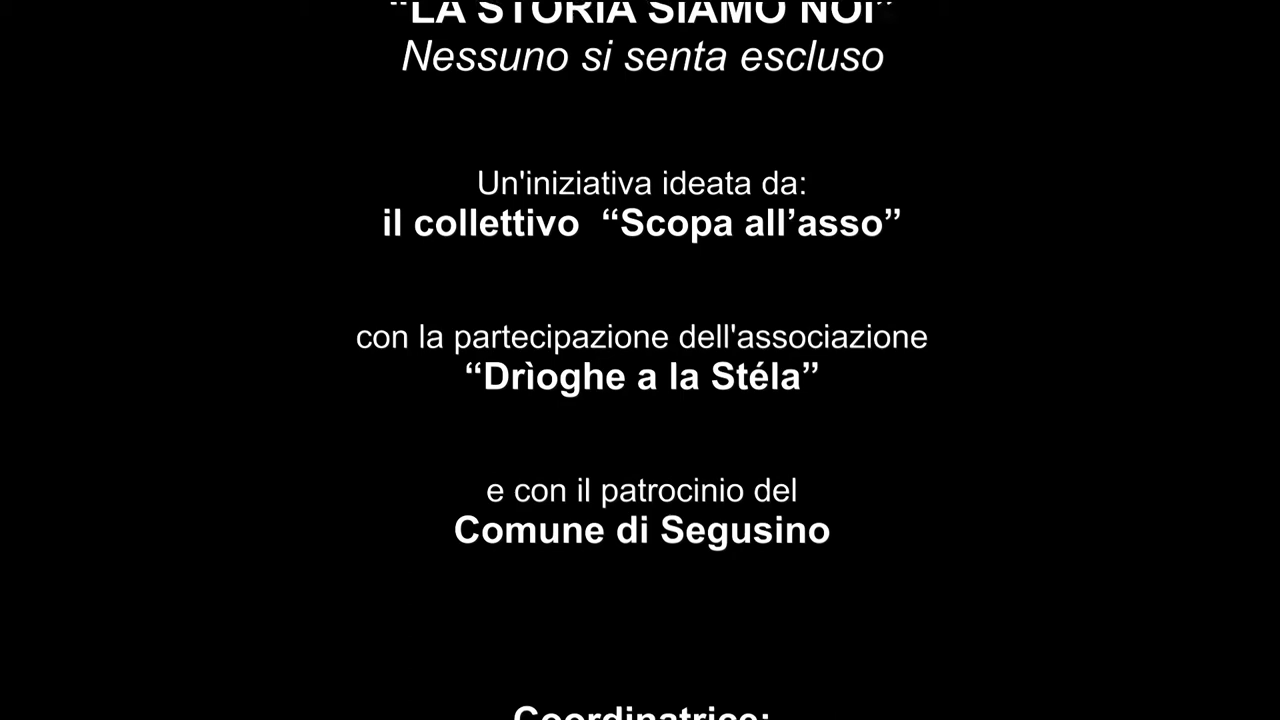 “LA STORIA SIAMO NOI”
Nessuno si senta escluso
Un'iniziativa ideata da:
il collettivo “Scopa all’asso”
con la partecipazione dell'associazione
“Drìoghe a la Stéla”
e con il patrocinio del
Comune di Segusino
Coordinatrice: